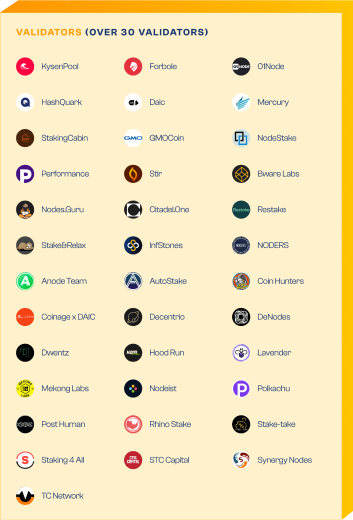 VALIDATORS (OVER 30 VALIDATORS)
KysenPool Forbole 01Node
HashQuark Daic Mercury
StakingCabin GMO GMOCoin NodeStake
Performance Stir Bware Labs
Nodes.Guru Citadel.One Restake Restake
Stake&Relax InfStones NODERS
Anode Team AutoStake Coin Hunters
Coinage x DAIC Decentrio DeNodes
Dwentz Hood Run Lavender
Mekong Labs Nodeist Polkachu
Post Human Rhino Stake Stake-take
Staking 4 All STC Capital Synergy Nodes
TC Network